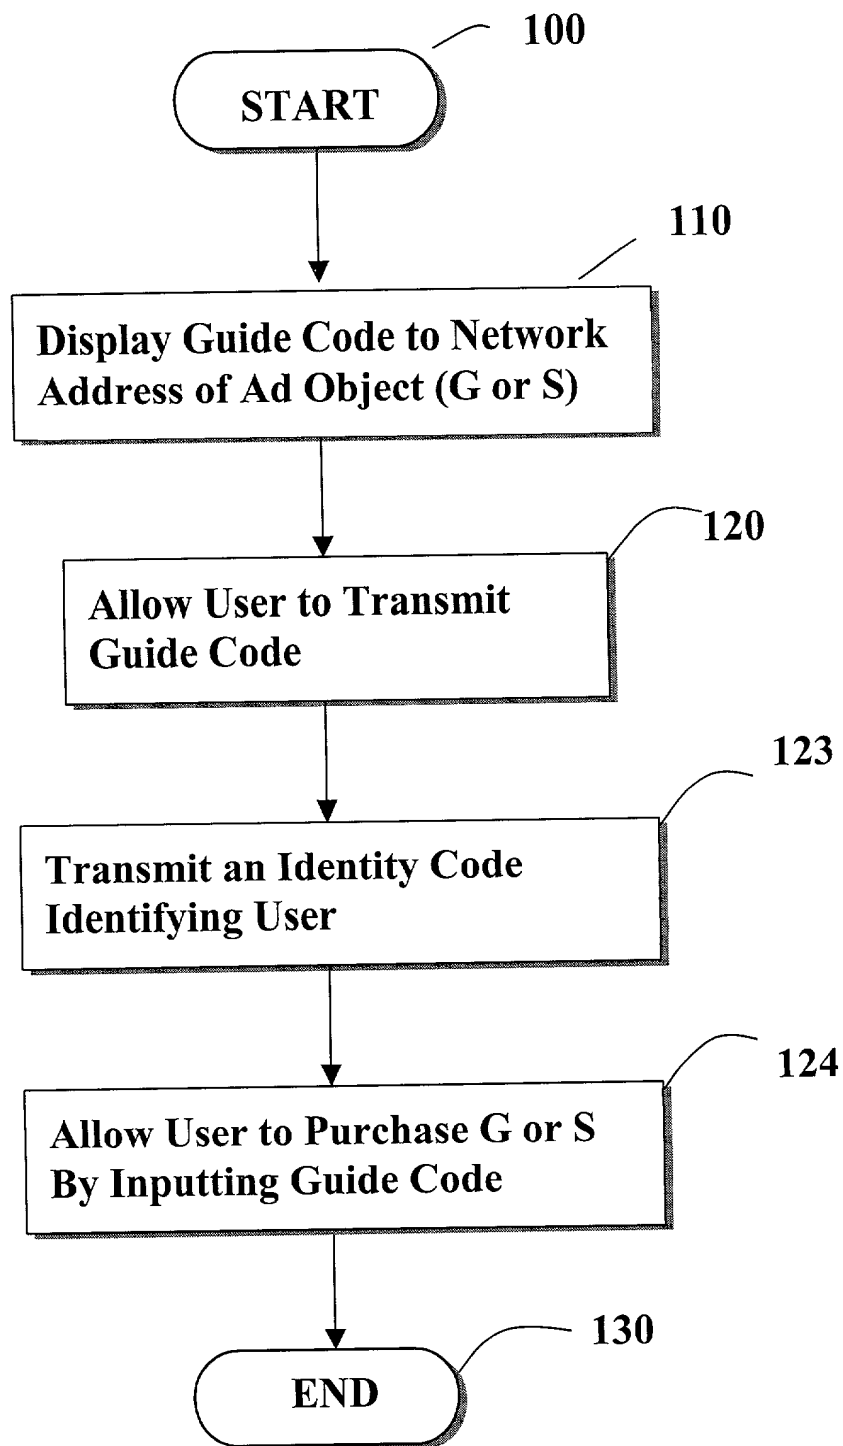 100
START
110
Display Guide Code to Network
Address of Ad Object (G or S)
120
Allow User to Transmit
Guide Code
123
Transmit an Identity Code
Identifying User
124
Allow User to Purchase G or S
By Inputting Guide Code
130
END